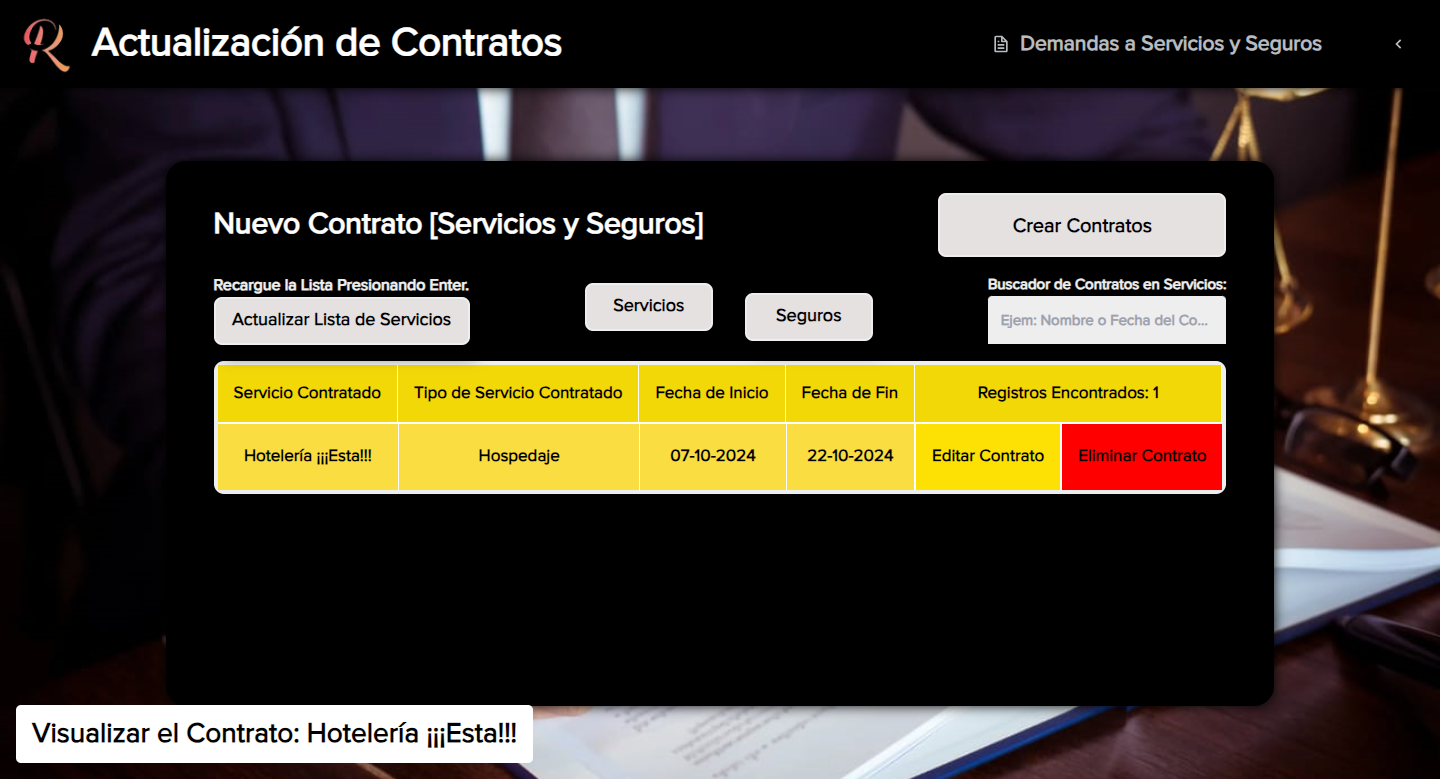 Actualización de Contratos
Demandas a Servicios y Seguros
Nuevo Contrato [Servicios y Seguros]
Crear Contratos
Recargue la Lista Presionando Enter.
Actualizar Lista de Servicios
Servicios
Seguros
Buscador de Contratos en Servicios:
Ejem: Nombre o Fecha del Co...
Servicio Contratado Tipo de Servicio Contratado Fecha de Inicio Fecha de Fin Registros Encontrados: 1
Hotelería ¡¡¡Esta!!! Hospedaje 07-10-2024 22-10-2024 Editar Contrato Eliminar Contrato
Visualizar el Contrato: Hotelería ¡¡¡Esta!!!